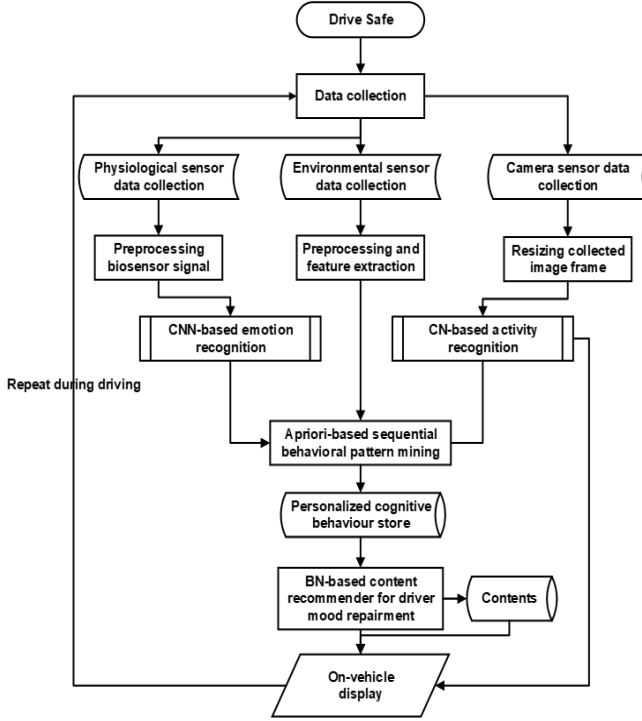 Drive Safe
Data collection
Physiological sensor
data collection
Environmental sensor
data collection
Camera sensor data
collection
Preprocessing
biosensor signal
Preprocessing and
feature extraction
Resizing collected
image frame
CNN-based emotion
recognition
CN-based activity
recognition
Repeat during driving
Apriori-based sequential
behavioral pattern mining
Personalized cognitive
behaviour store
BN-based content
recommender for driver
mood repairment
Contents
On-vehicle
display